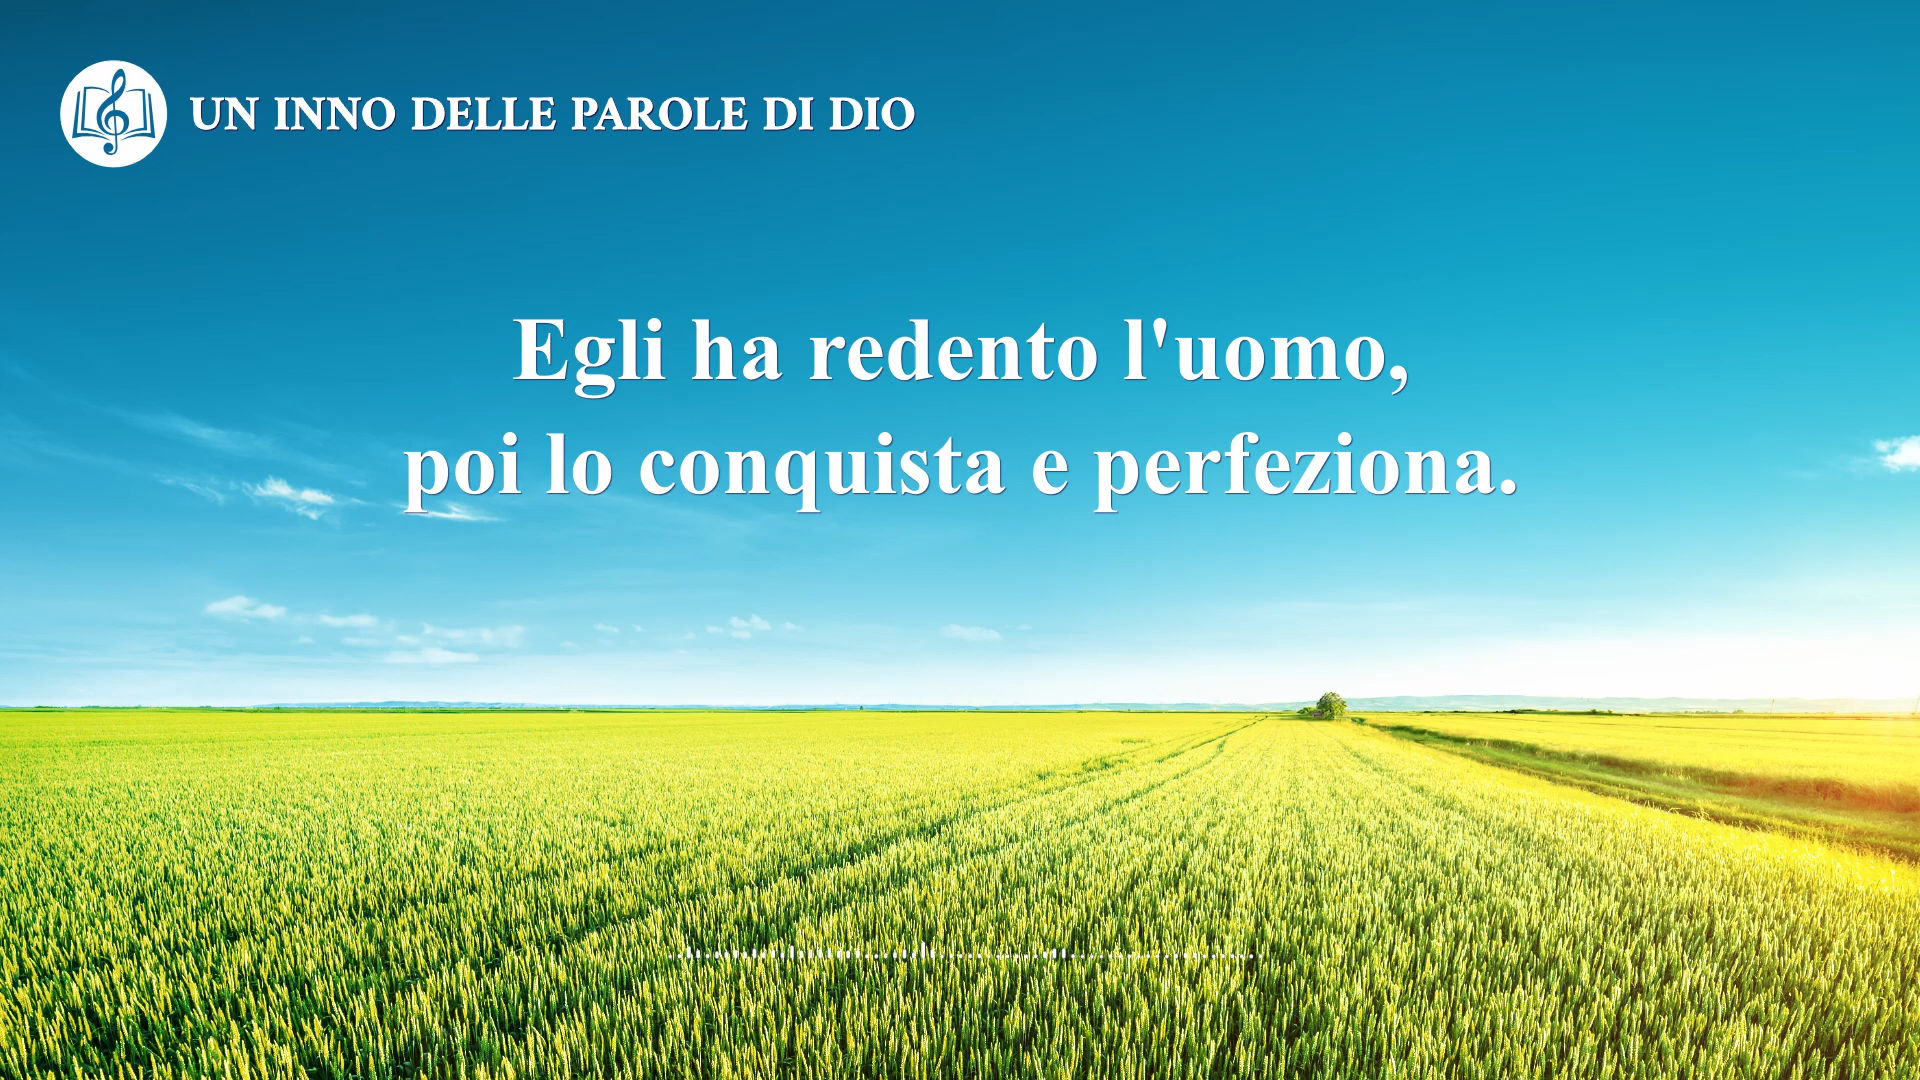 UN INNO DELLE PAROLE DI DIO
Egli ha redento l'uomo,
poi lo conquista e perfeziona.